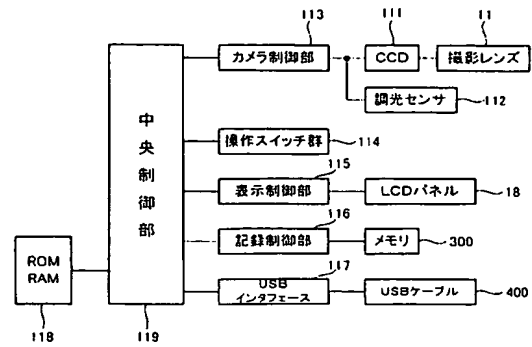 113
111
11
カメラ制御部
CCD
撮影レンズ
調光センサ
112
中央制御部
操作スイッチ群
114
115
表示制御部
LCDパネル
18
116
記録制御部
メモリ
300
117
ROM
RAM
USB
インタフェース
USBケーブル
400
118
119